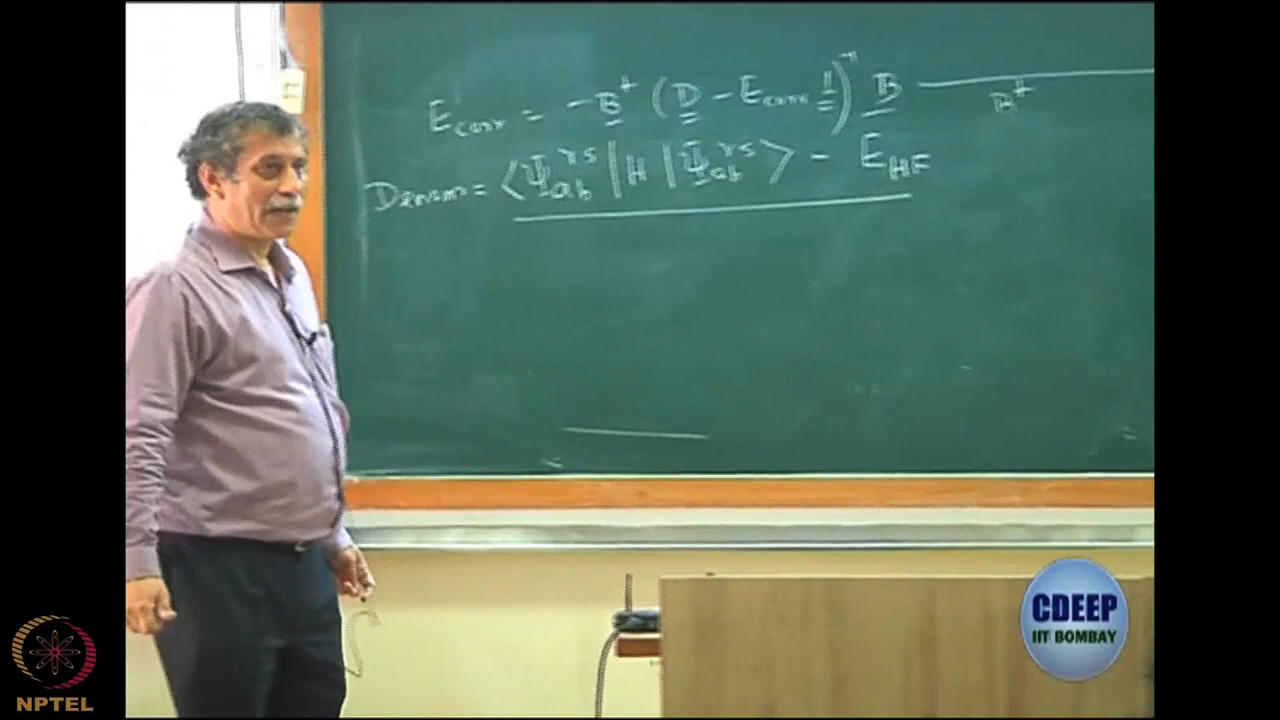 E_corr = -B† (D - E_corr 1)⁻¹ B
B†
Denom = ⟨Ψ_ab^rs | H | Ψ_ab^rs⟩ - E_HF
CDEEP
IIT BOMBAY
NPTEL